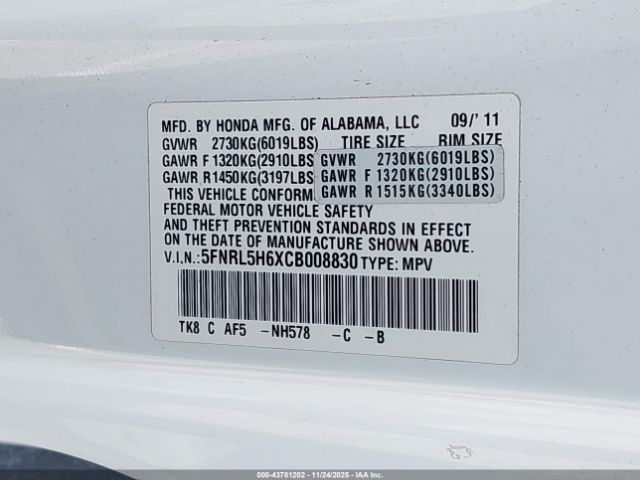 MFD. BY HONDA MFG. OF ALABAMA, LLC 09/' 11
GVWR 2730KG(6019LBS) TIRE SIZE RIM SIZE
GAWR F 1320KG(2910LBS)
GAWR R1450KG(3197LBS
GVWR 2730KG(6019LBS)
GAWR F 1320KG(2910LBS)
GAWR R 1515KG(3340LBS)
THIS VEHICLE CONFORM
FEDERAL MOTOR VEHICLE SAFETY
AND THEFT PREVENTION STANDARDS IN EFFECT
ON THE DATE OF MANUFACTURE SHOWN ABOVE.
V.I.N.:5FNRL5H6XCB008830 TYPE: MPV
TK8 C AF5 -NH578 -C -B
00-43781202 - 11/24/2025 - IAA Inc.